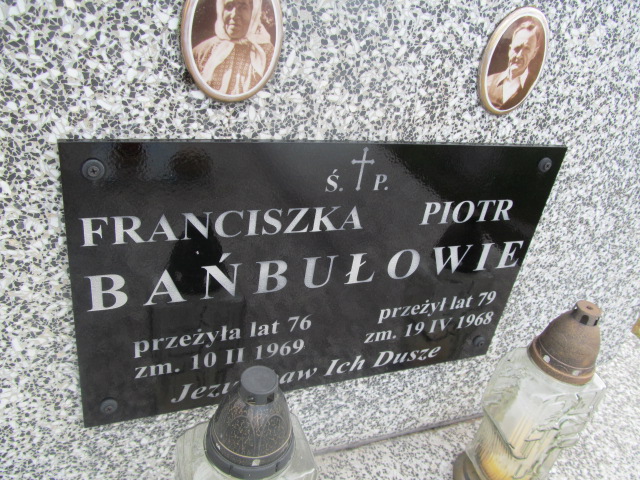 Ś. P.
FRANCISZKA PIOTR
BAŃBUŁOWIE
przeżyła lat 76 przeżył lat 79
zm. 10 II 1969 zm. 19 IV 1968
Ich Dusze